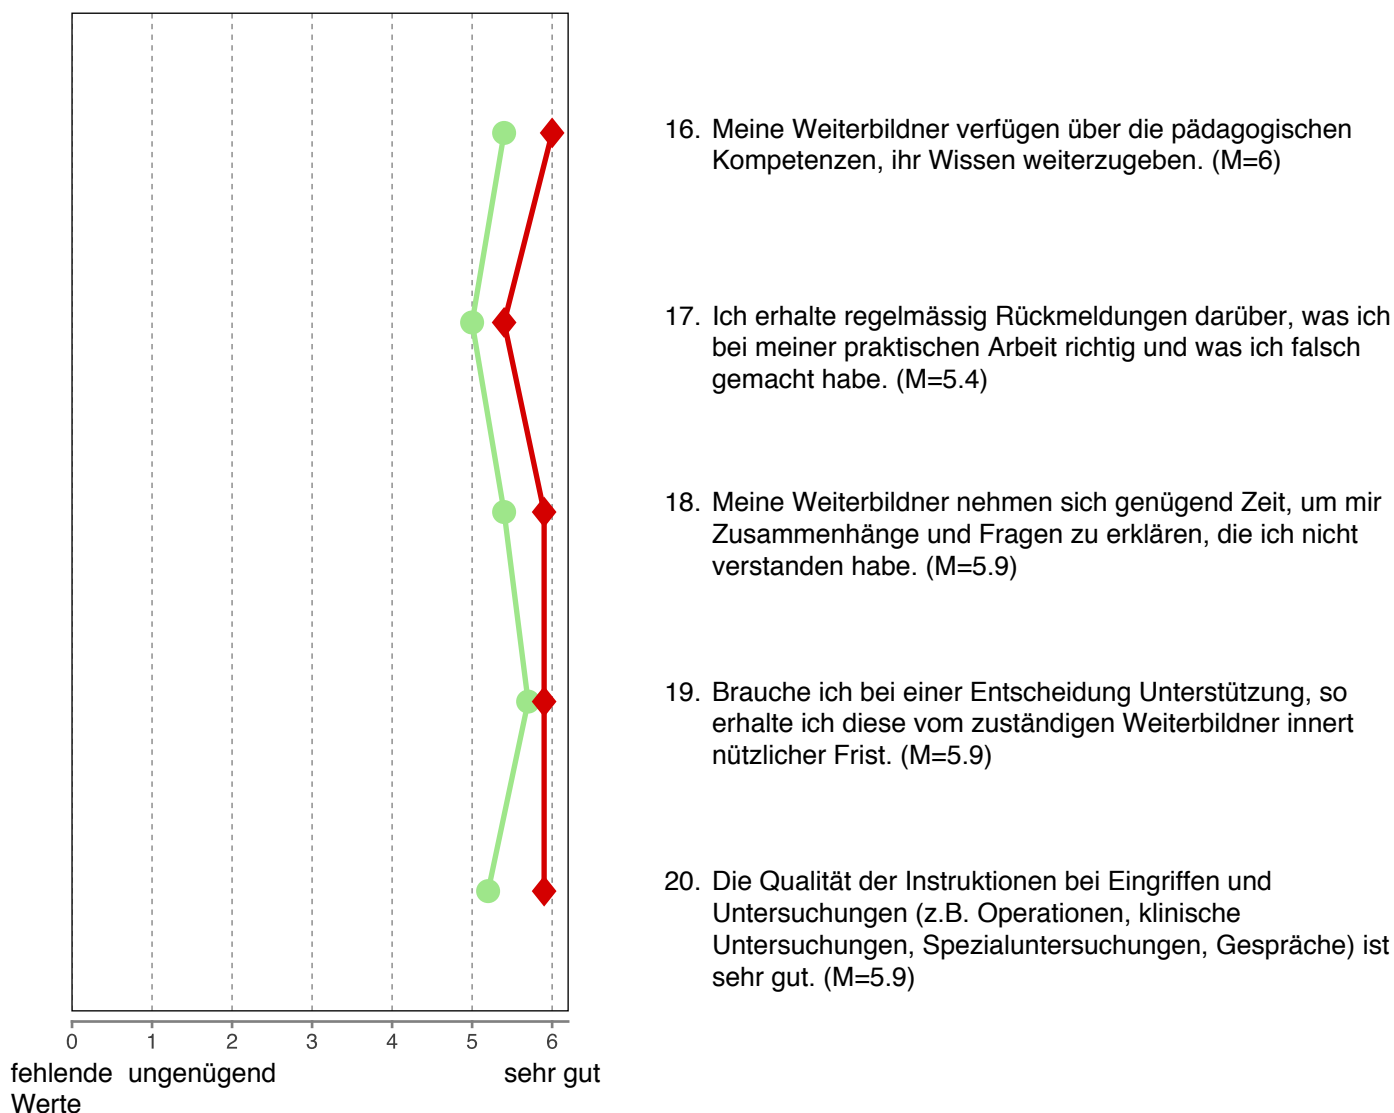 16. Meine Weiterbildner verfügen über die pädagogischen
Kompetenzen, ihr Wissen weiterzugeben. (M=6)
17. Ich erhalte regelmässig Rückmeldungen darüber, was ich
bei meiner praktischen Arbeit richtig und was ich falsch
gemacht habe. (M=5.4)
18. Meine Weiterbildner nehmen sich genügend Zeit, um mir
Zusammenhänge und Fragen zu erklären, die ich nicht
verstanden habe. (M=5.9)
19. Brauche ich bei einer Entscheidung Unterstützung, so
erhalte ich diese vom zuständigen Weiterbildner innert
nützlicher Frist. (M=5.9)
20. Die Qualität der Instruktionen bei Eingriffen und
Untersuchungen (z.B. Operationen, klinische
Untersuchungen, Spezialuntersuchungen, Gespräche) ist
sehr gut. (M=5.9)
0 1 2 3 4 5 6
fehlende ungenügend sehr gut
Werte